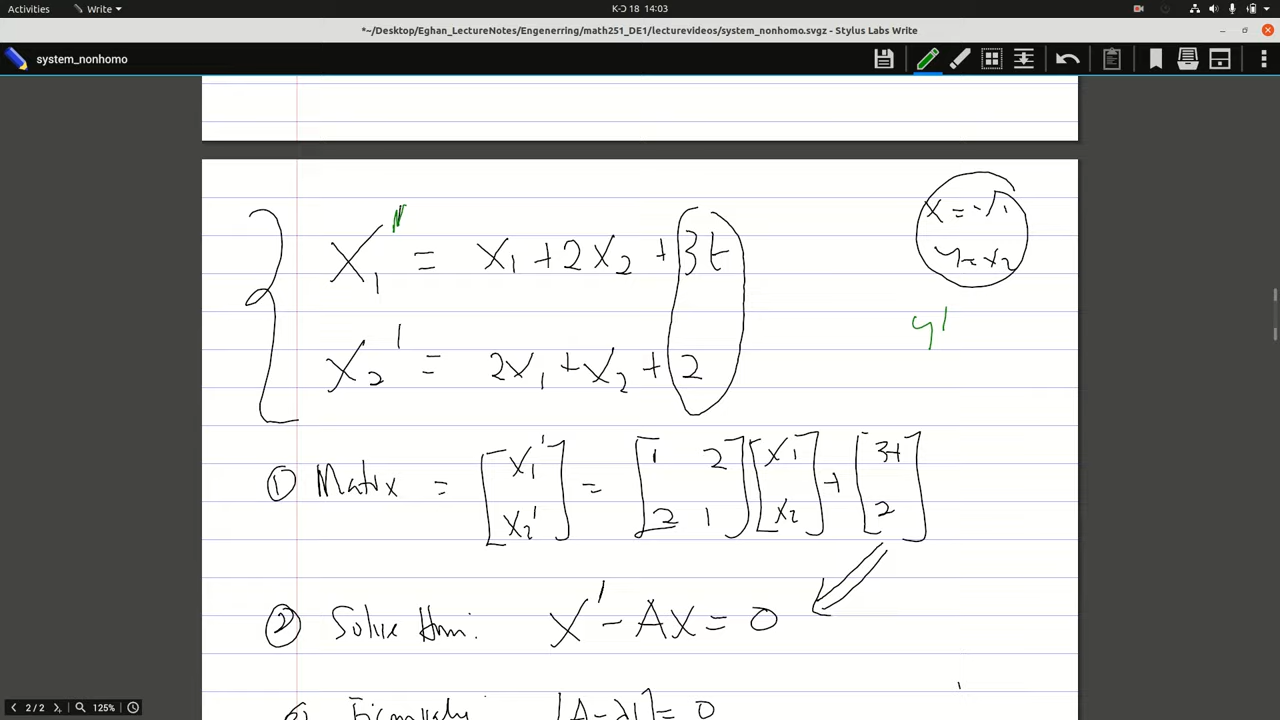 Activities Write К-Ә 18 14:03
*~/Desktop/Eghan_LectureNotes/Engenerring/math251_DE1/lecturevideos/system_nonhomo.svgz - Stylus Labs Write
system_nonhomo
X₁' = X₁ + 2X₂ + 3t
y = x₂
y'
X₂' = 2X₁ + X₂ + 2
① Matrix = [x₁' x₂'] = [1 2 2 1] [x₁ x₂] + [3t 2]
② Solve Hom: X' - AX = 0
|A - λI| = 0
2/2 125%